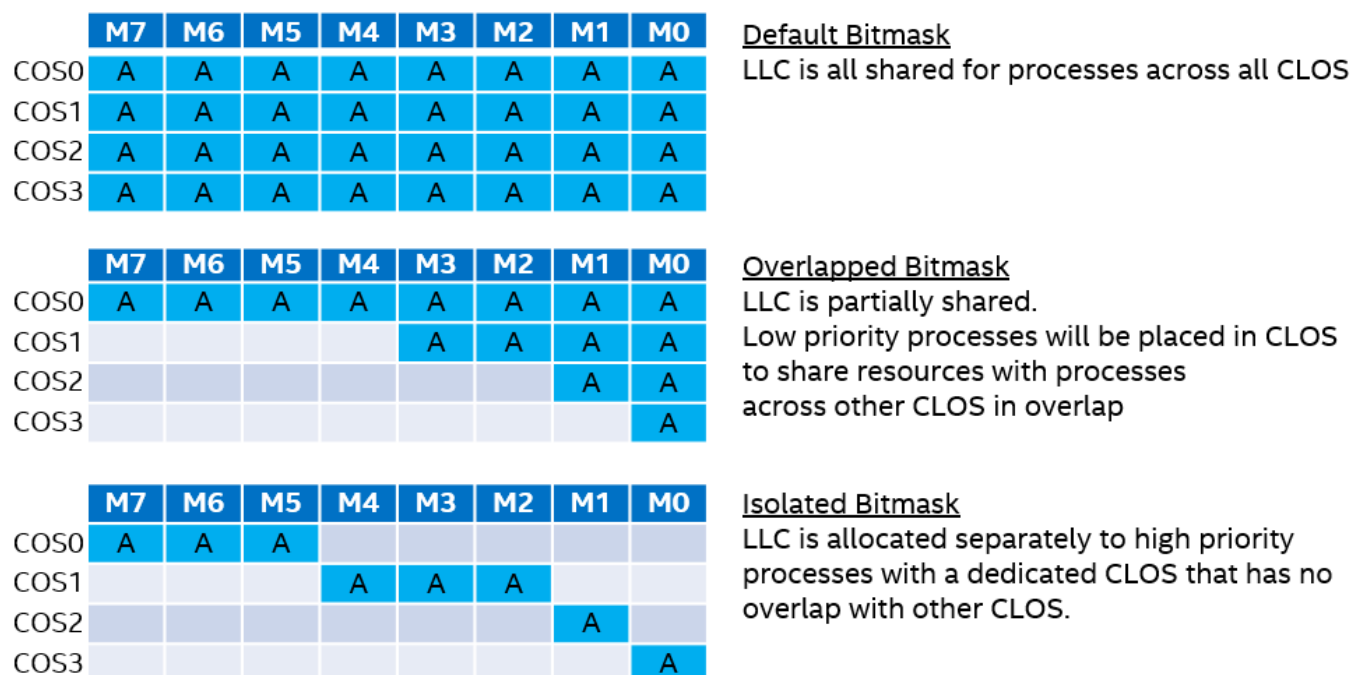 M7 M6 M5 M4 M3 M2 M1 M0
COS0 A A A A A A A A
COS1 A A A A A A A A
COS2 A A A A A A A A
COS3 A A A A A A A A
Default Bitmask
LLC is all shared for processes across all CLOS
M7 M6 M5 M4 M3 M2 M1 M0
COS0 A A A A A A A A
COS1 A A A A
COS2 A A
COS3 A
Overlapped Bitmask
LLC is partially shared.
Low priority processes will be placed in CLOS
to share resources with processes
across other CLOS in overlap
M7 M6 M5 M4 M3 M2 M1 M0
COS0 A A A
COS1 A A A
COS2 A
COS3 A
Isolated Bitmask
LLC is allocated separately to high priority
processes with a dedicated CLOS that has no
overlap with other CLOS.